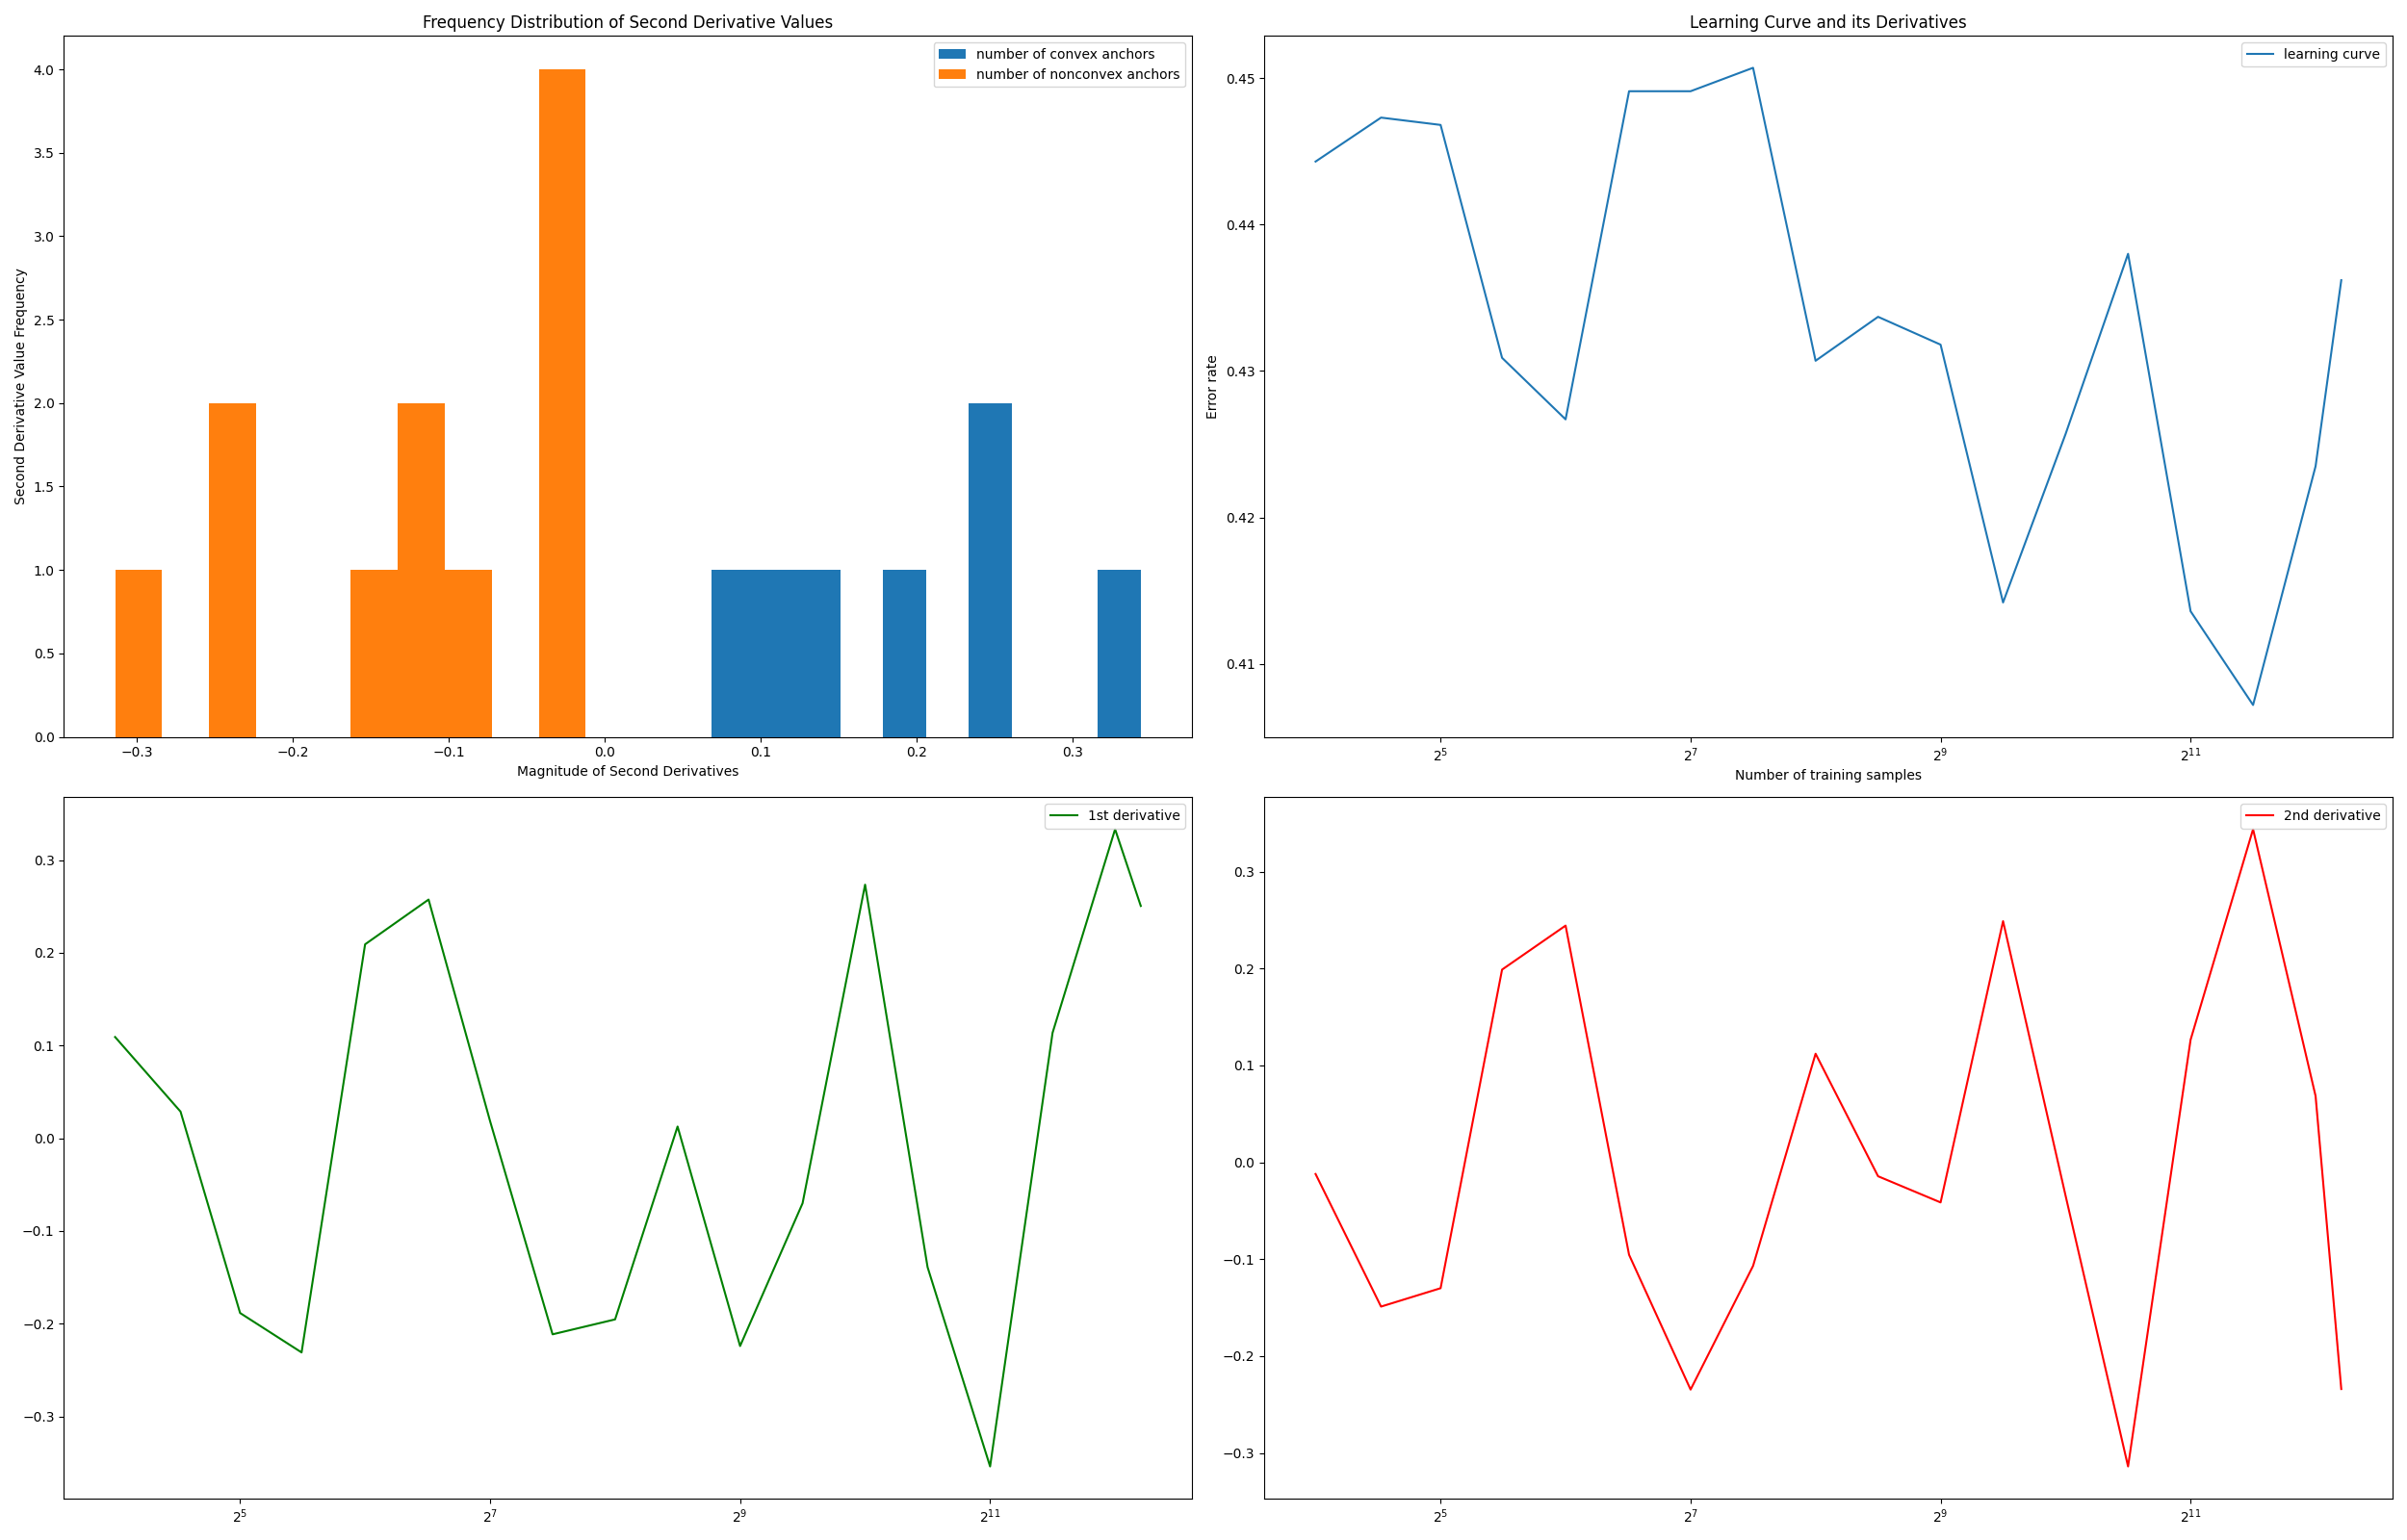 Frequency Distribution of Second Derivative Values
number of convex anchors
number of nonconvex anchors
4.0
3.5
3.0
2.5
2.0
1.5
1.0
0.5
0.0
Second Derivative Value Frequency
−0.3 −0.2 −0.1 0.0 0.1 0.2 0.3
Magnitude of Second Derivatives
Learning Curve and its Derivatives
learning curve
0.45
0.44
0.43
0.42
0.41
Error rate
2⁵ 2⁷ 2⁹ 2¹¹
Number of training samples
1st derivative
0.3
0.2
0.1
0.0
−0.1
−0.2
−0.3
2⁵ 2⁷ 2⁹ 2¹¹
2nd derivative
0.3
0.2
0.1
0.0
−0.1
−0.2
−0.3
2⁵ 2⁷ 2⁹ 2¹¹